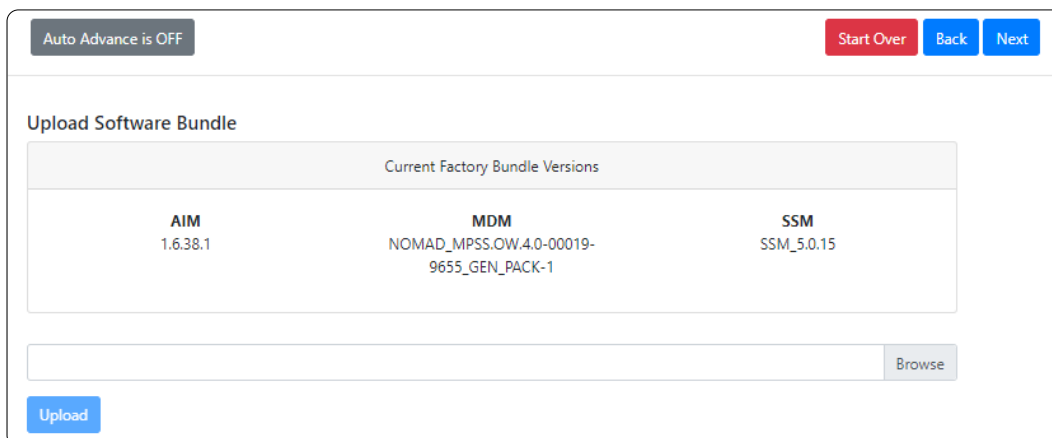 Auto Advance is OFF
Start Over
Back
Next
Upload Software Bundle
Current Factory Bundle Versions
AIM
1.6.38.1
MDM
NOMAD_MPSS.OW.4.0-00019-
9655_GEN_PACK-1
SSM
SSM_5.0.15
Browse
Upload